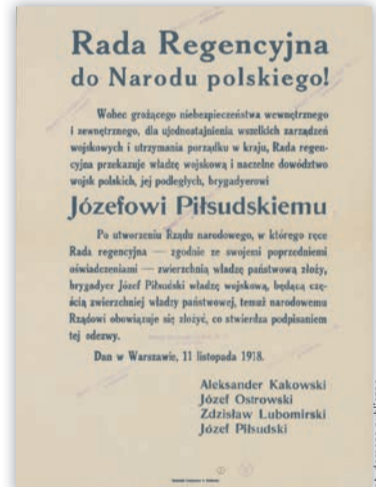 Rada Regencyjna
do Narodu polskiego!
Wobec grożącego niebezpieczeństwa wewnętrznego
i zewnętrznego, dla ujednostajnienia wszelkich zarządzeń
wojskowych i utrzymania porządku w kraju, Rada regen-
cyjna przekazuje władzę wojskową i naczelne dowództwo
wojsk polskich, jej podległych, brygadyerowi
Józefowi Piłsudskiemu
Po utworzeniu Rządu narodowego, w którego ręce
Rada regencyjna — zgodnie ze swojemi poprzedniemi
oświadczeniami — zwierzchnią władzę państwową złoży,
brygadyer Józef Piłsudski władzę wojskową, będącą czę-
ścią zwierzchniej władzy państwowej, temuż narodowemu
Rządowi obowiązuje się złożyć, co stwierdza podpisaniem
tej odezwy.
Dan w Warszawie, 11 listopada 1918.
Aleksander Kakowski
Józef Ostrowski
Zdzisław Lubomirski
Józef Piłsudski